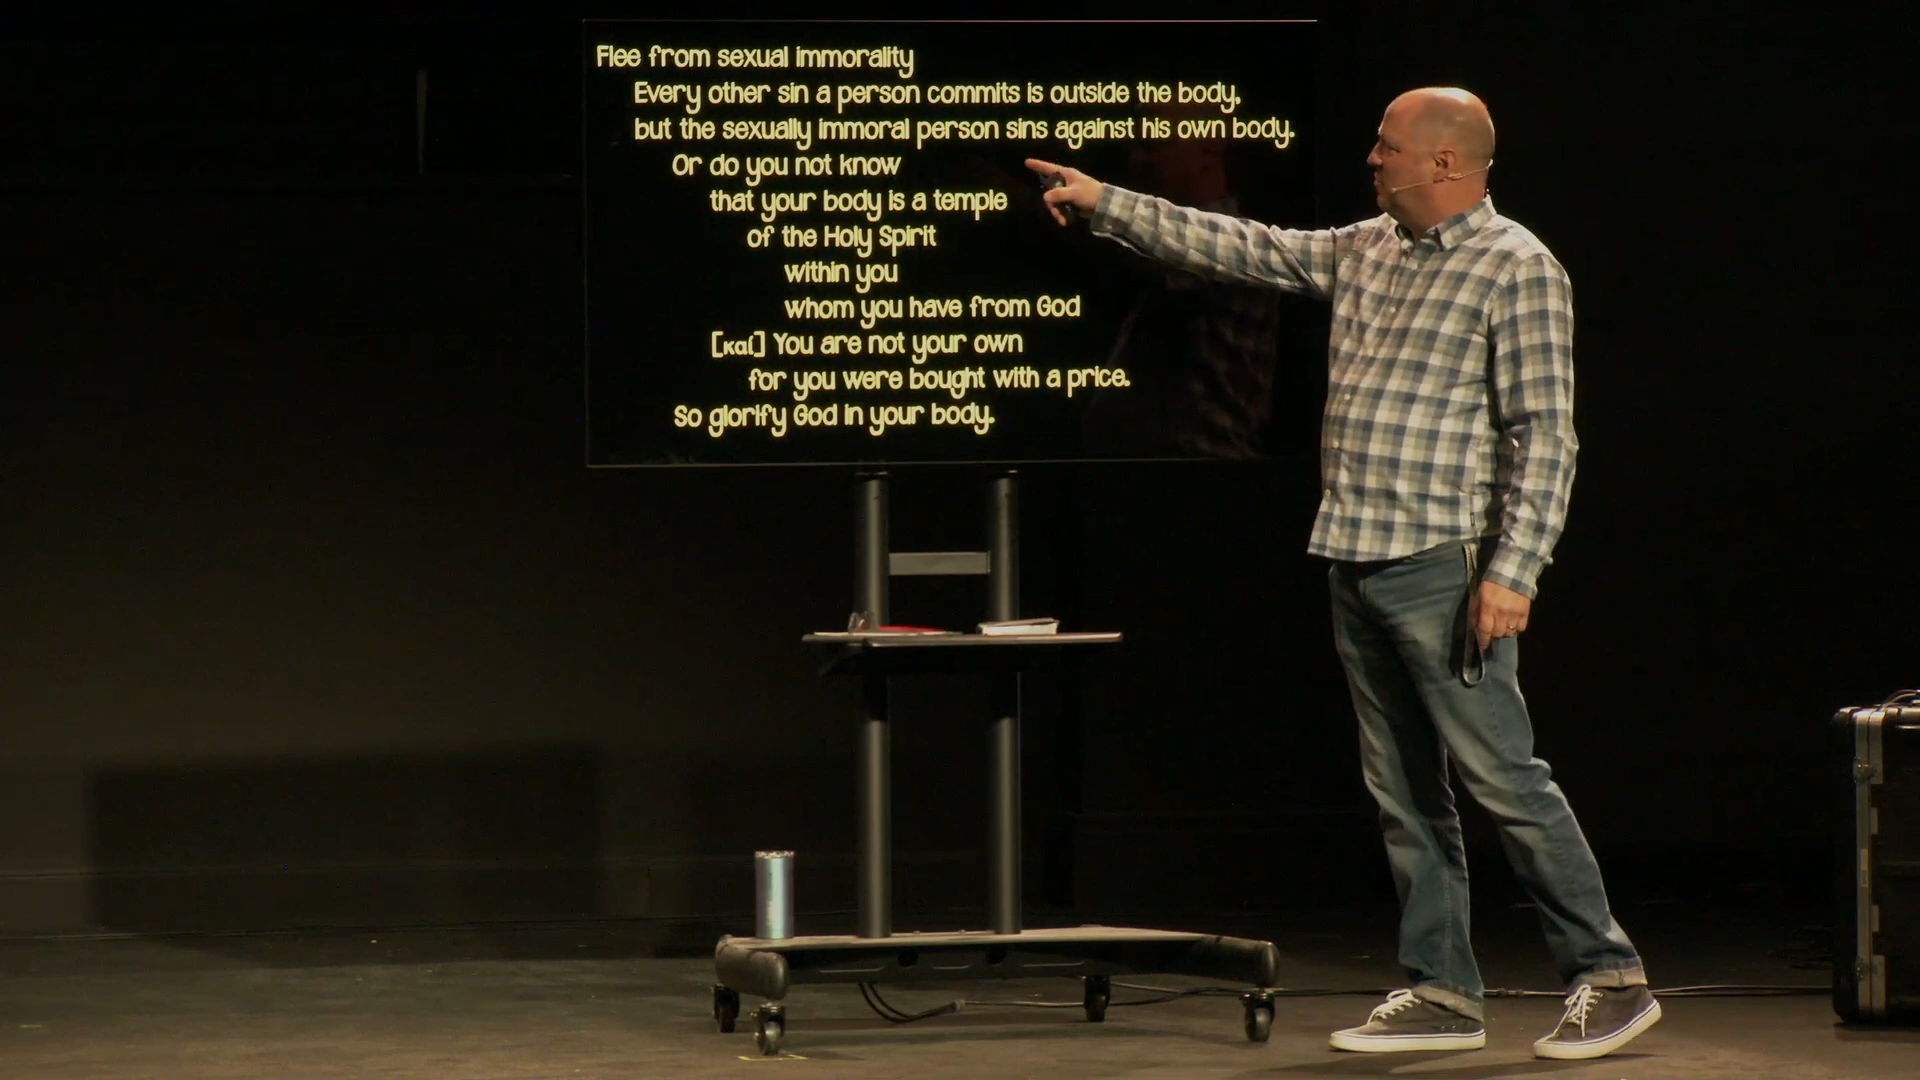 Flee from sexual immorality
Every other sin a person commits is outside the body,
but the sexually immoral person sins against his own body.
Or do you not know
that your body is a temple
of the Holy Spirit
within you
whom you have from God
[καί] You are not your own
for you were bought with a price.
So glorify God in your body.